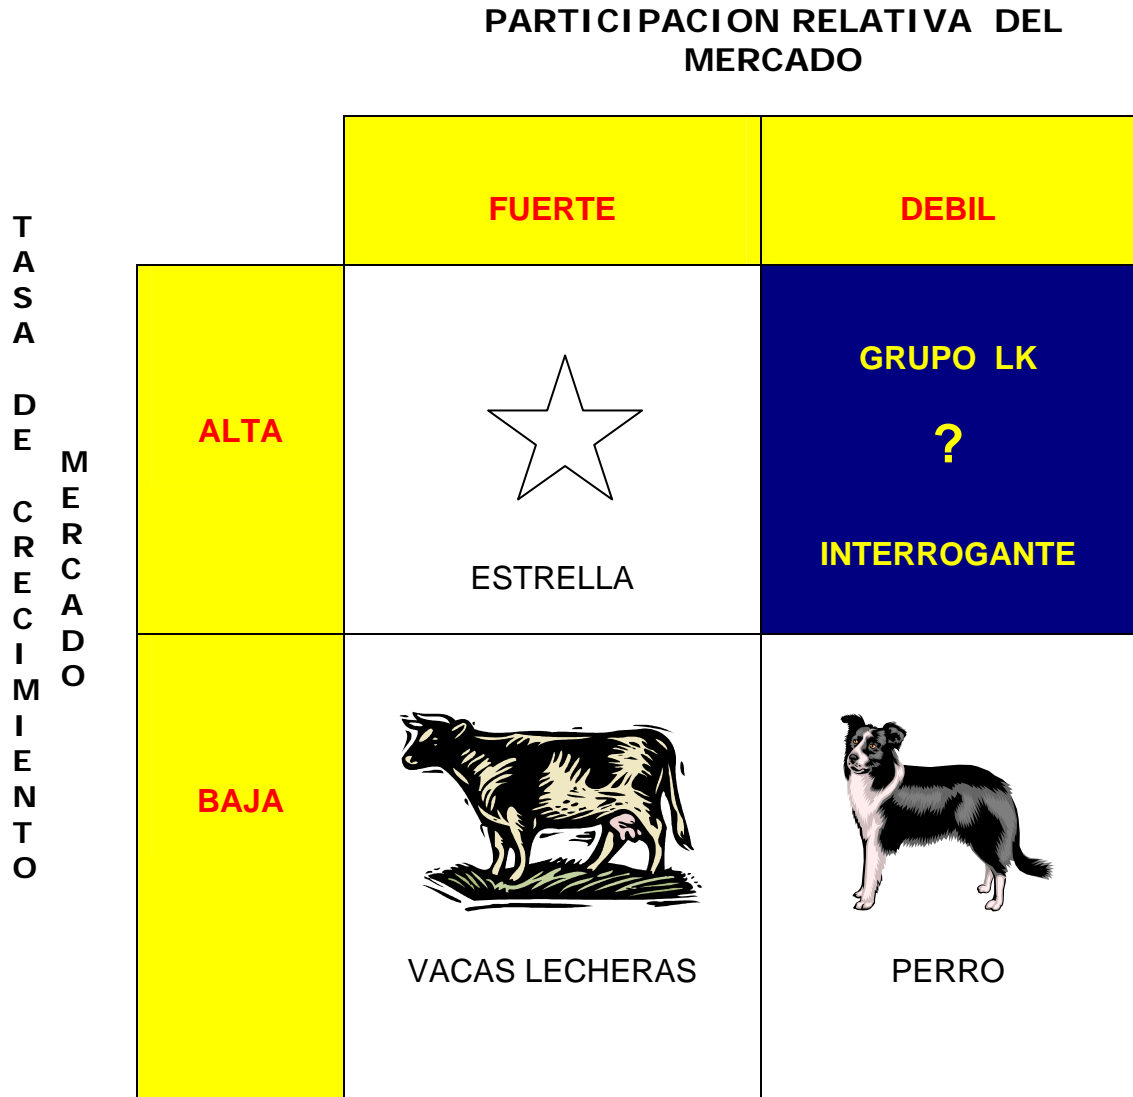 PARTICIPACION RELATIVA DEL
MERCADO
FUERTE
DEBIL
TASA DE CRECIMIENTO
MERCADO
ALTA
ESTRELLA
GRUPO LK
?
INTERROGANTE
BAJA
VACAS LECHERAS
PERRO